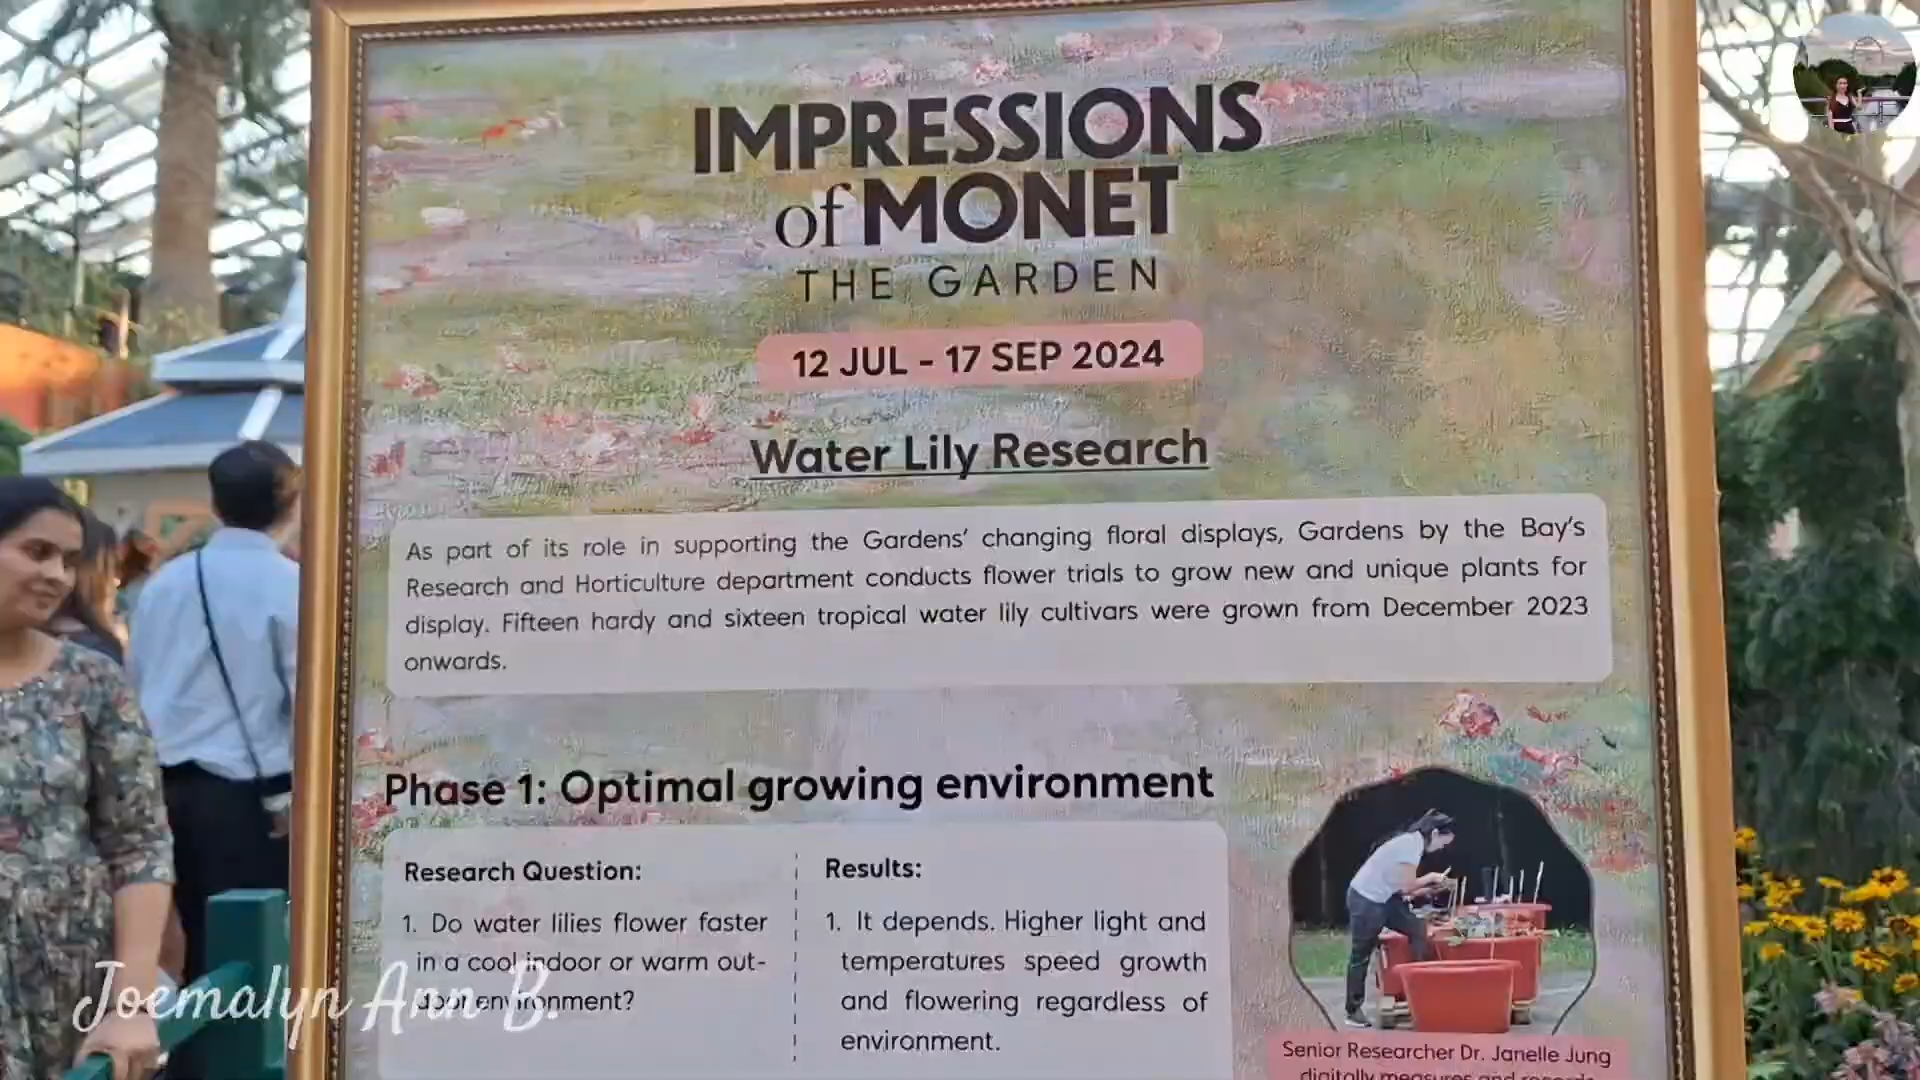 IMPRESSIONS
of MONET
THE GARDEN
12 JUL - 17 SEP 2024
Water Lily Research
As part of its role in supporting the Gardens' changing floral displays, Gardens by the Bay's
Research and Horticulture department conducts flower trials to grow new and unique plants for
display. Fifteen hardy and sixteen tropical water lily cultivars were grown from December 2023
onwards.
Phase 1: Optimal growing environment
Research Question:
1. Do water lilies flower faster
in a cool indoor or warm out-
door environment?
Results:
1. It depends. Higher light and
temperatures speed growth
and flowering regardless of
environment.
Senior Researcher Dr. Janelle Jung
digitally measures and records
Joemalyn Ann B.